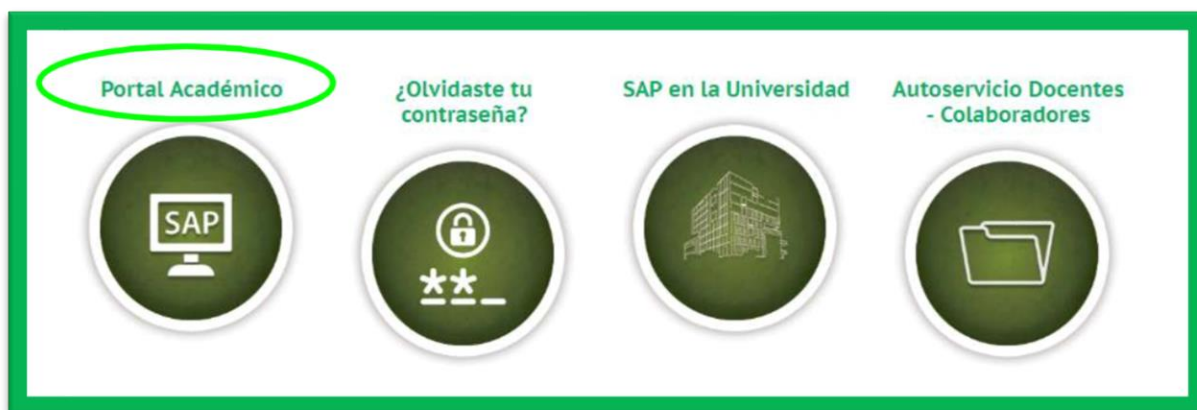 Portal Académico
¿Olvidaste tu
contraseña?
SAP en la Universidad
Autoservicio Docentes
- Colaboradores
SAP
**_